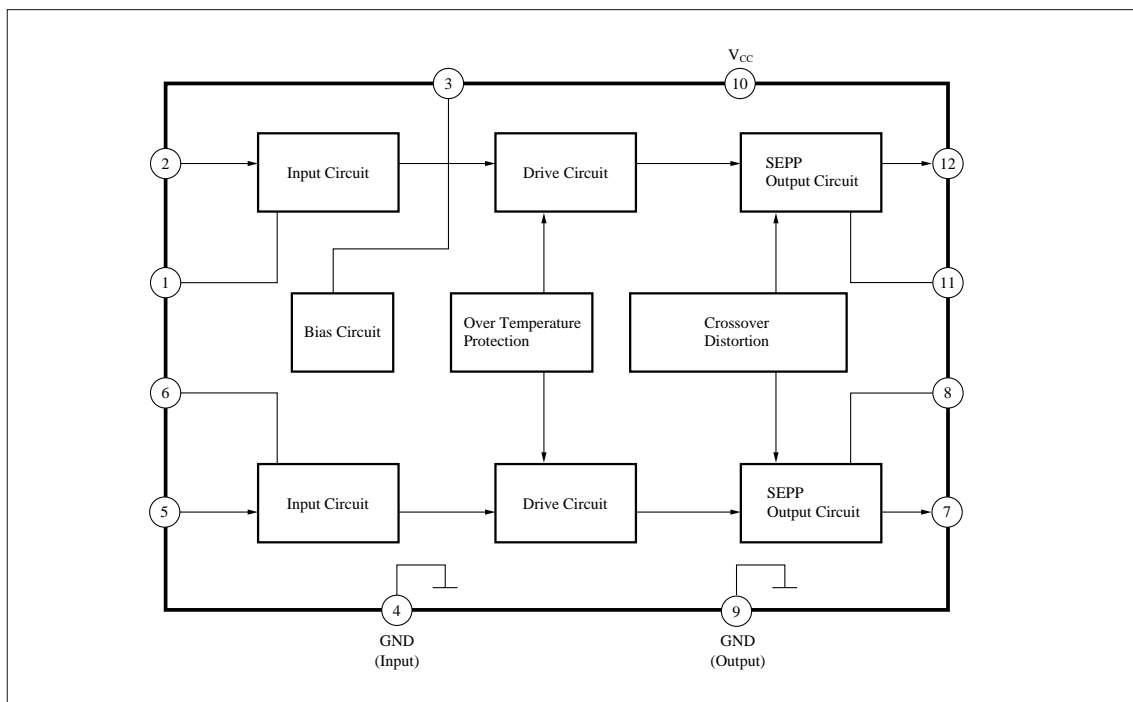 V_CC
3
10
2
Input Circuit
Drive Circuit
SEPP
Output Circuit
12
1
11
Bias Circuit
Over Temperature
Protection
Crossover
Distortion
6
8
5
Input Circuit
Drive Circuit
SEPP
Output Circuit
7
4
9
GND
(Input)
GND
(Output)